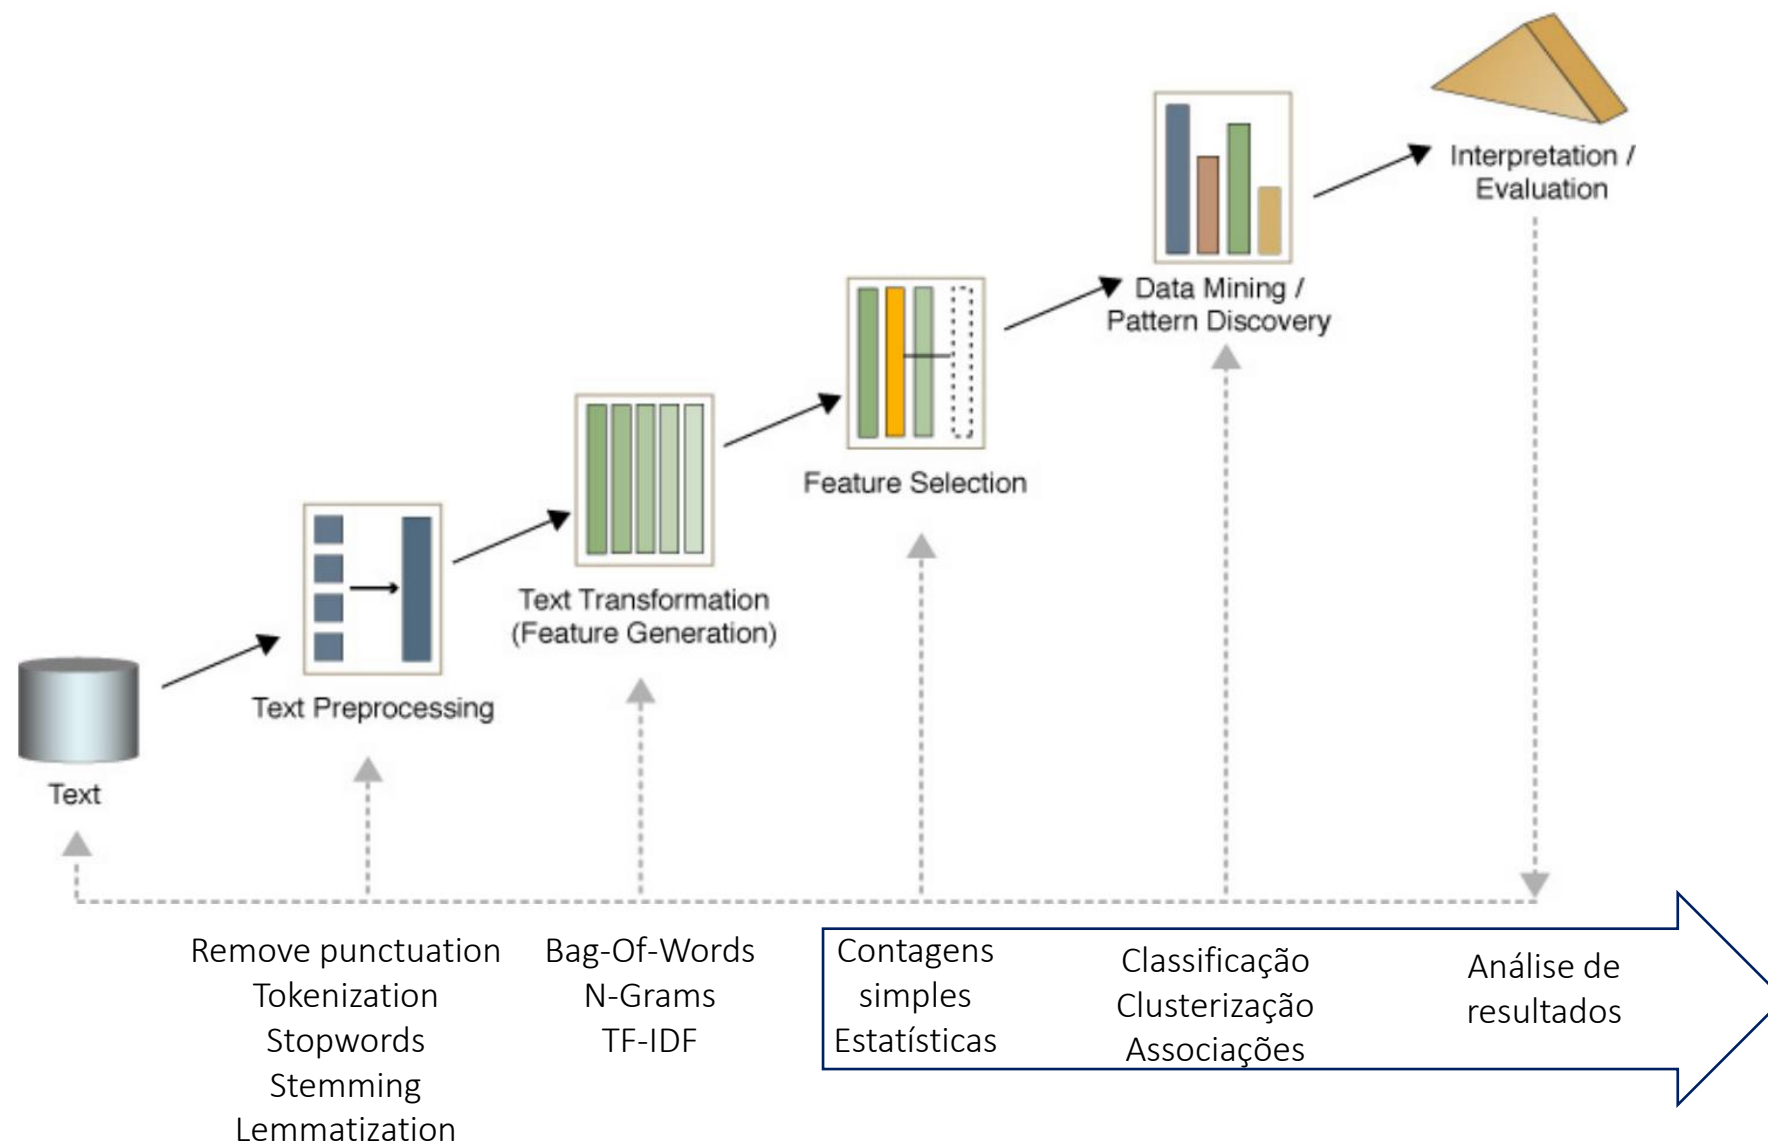 Interpretation /
Evaluation
Data Mining /
Pattern Discovery
Feature Selection
Text Transformation
(Feature Generation)
Text Preprocessing
Text
Remove punctuation
Tokenization
Stopwords
Stemming
Lemmatization
Bag-Of-Words
N-Grams
TF-IDF
Contagens
simples
Estatísticas
Classificação
Clusterização
Associações
Análise de
resultados